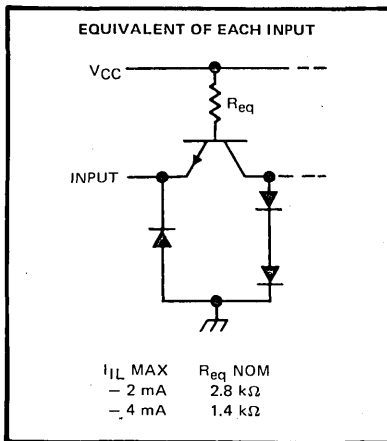 EQUIVALENT OF EACH INPUT
VCC
Req
INPUT
IIL MAX Req NOM
– 2 mA 2.8 kΩ
– 4 mA 1.4 kΩ